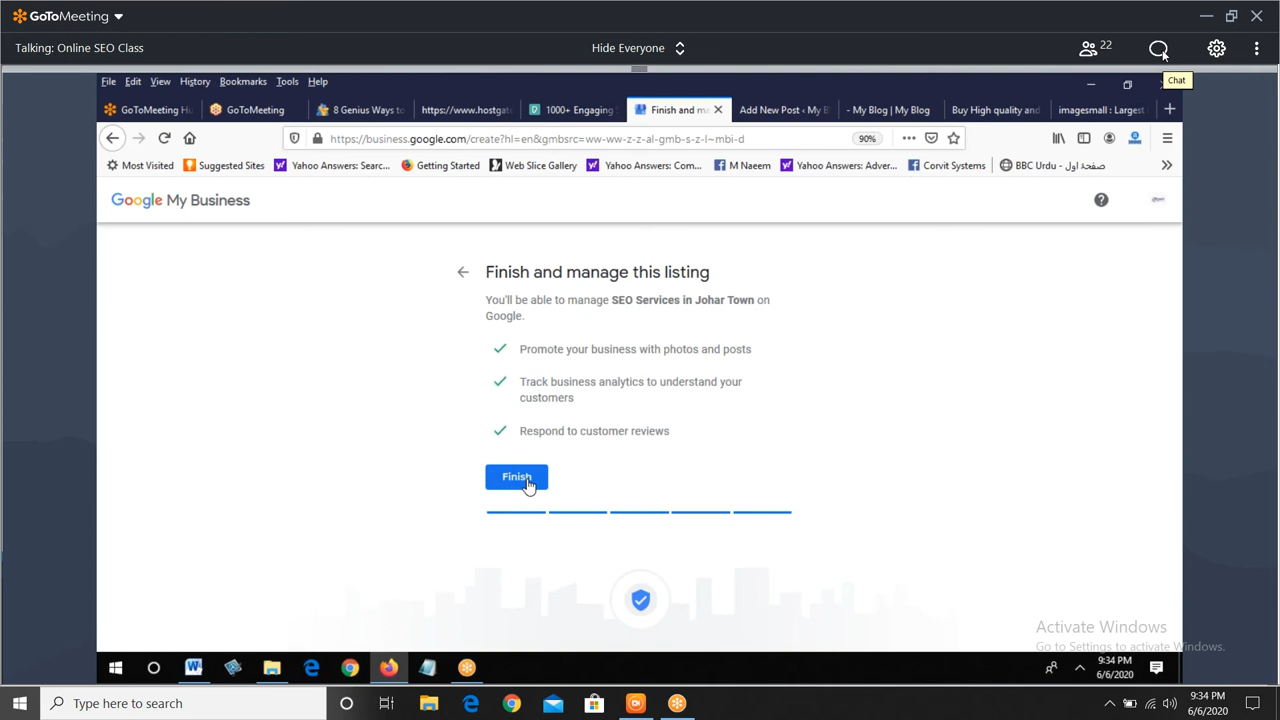 GoToMeeting
Talking: Online SEO Class
Hide Everyone
22
Chat
File Edit View History Bookmarks Tools Help
GoToMeeting Hu
GoToMeeting
8 Genius Ways to
https://www.hostgat
1000+ Engaging
Finish and ma
Add New Post ‹ My B
- My Blog | My Blog
Buy High quality and
imagesmall : Largest
https://business.google.com/create?hl=en&gmbsrc=ww-ww-z-z-al-gmb-s-z-l~mbi-d
90%
Most Visited
Suggested Sites
Yahoo Answers: Searc...
Getting Started
Web Slice Gallery
Yahoo Answers: Com...
M Naeem
Yahoo Answers: Adver...
Corvit Systems
BBC Urdu - صفحۂ اول
Google My Business
Finish and manage this listing
You'll be able to manage SEO Services in Johar Town on
Google.
Promote your business with photos and posts
Track business analytics to understand your
customers
Respond to customer reviews
Finish
Activate Windows
Go to Settings to activate Windows.
9:34 PM
6/6/2020
Type here to search
9:34 PM
6/6/2020